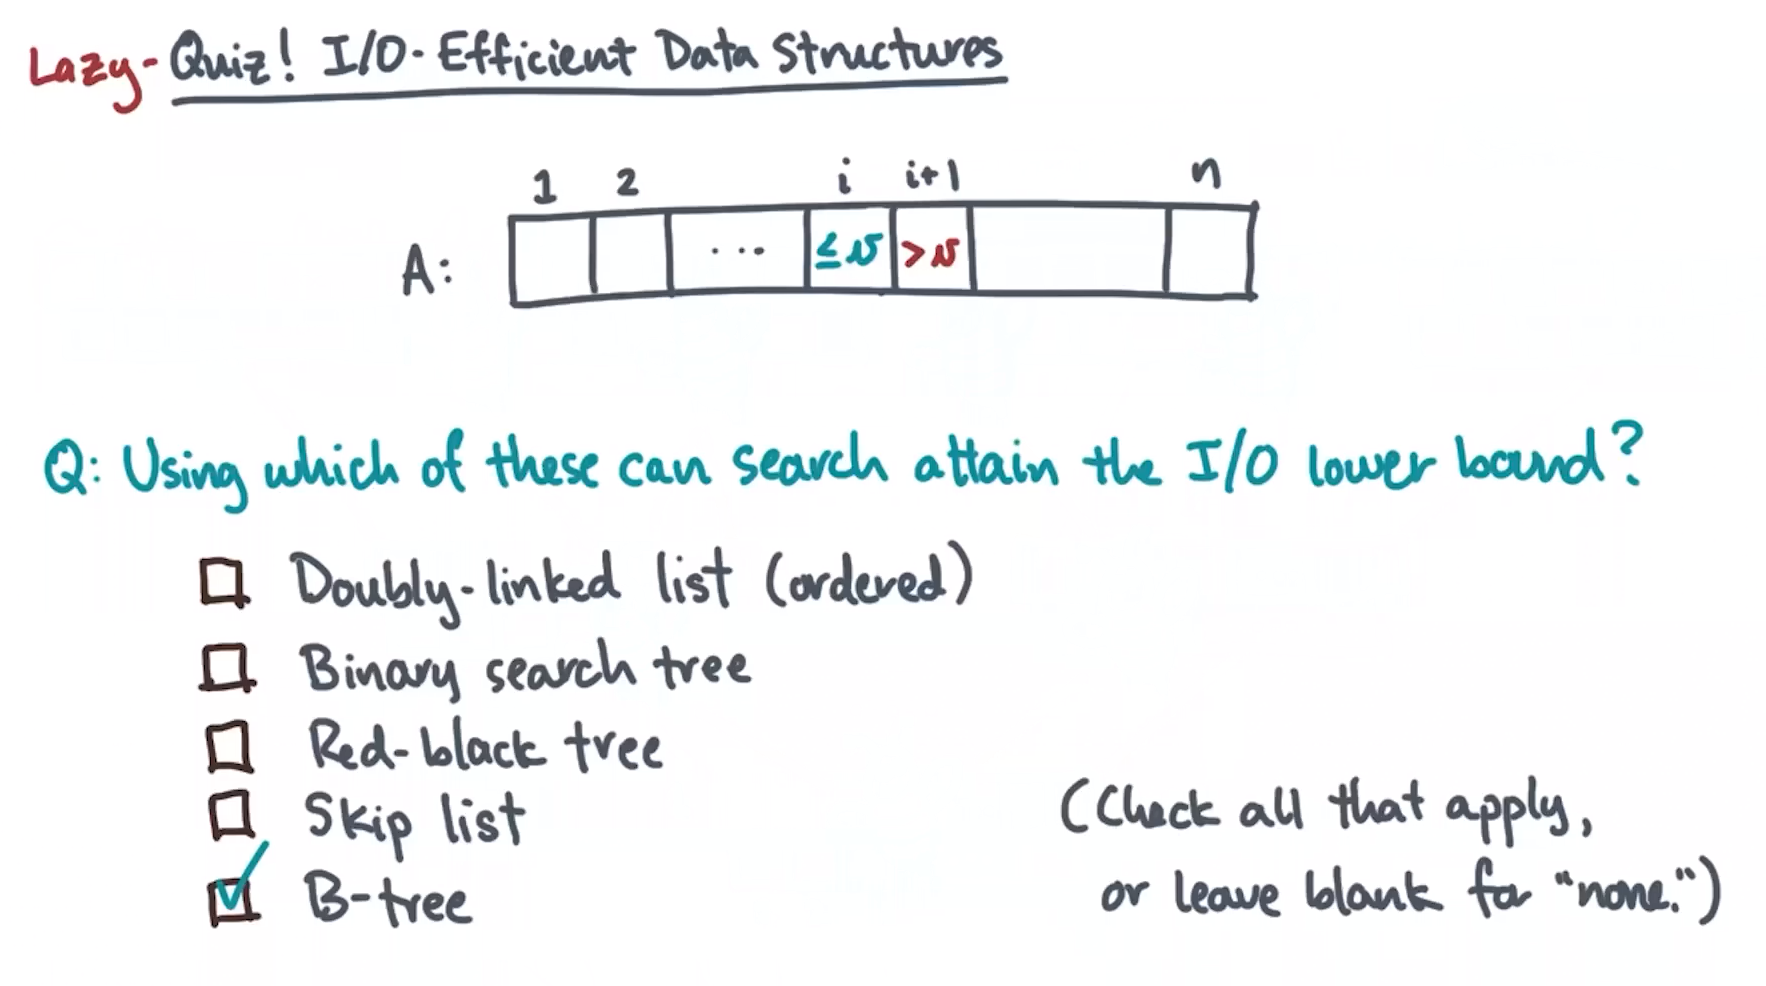 Lazy-Quiz! I/O-Efficient Data Structures
1 2 i i+1 n
A: ... ≤v >v
Q: Using which of these can search attain the I/O lower bound?
Doubly-linked list (ordered)
Binary search tree
Red-black tree
Skip list
(Check all that apply,
B-tree
or leave blank for "none.")